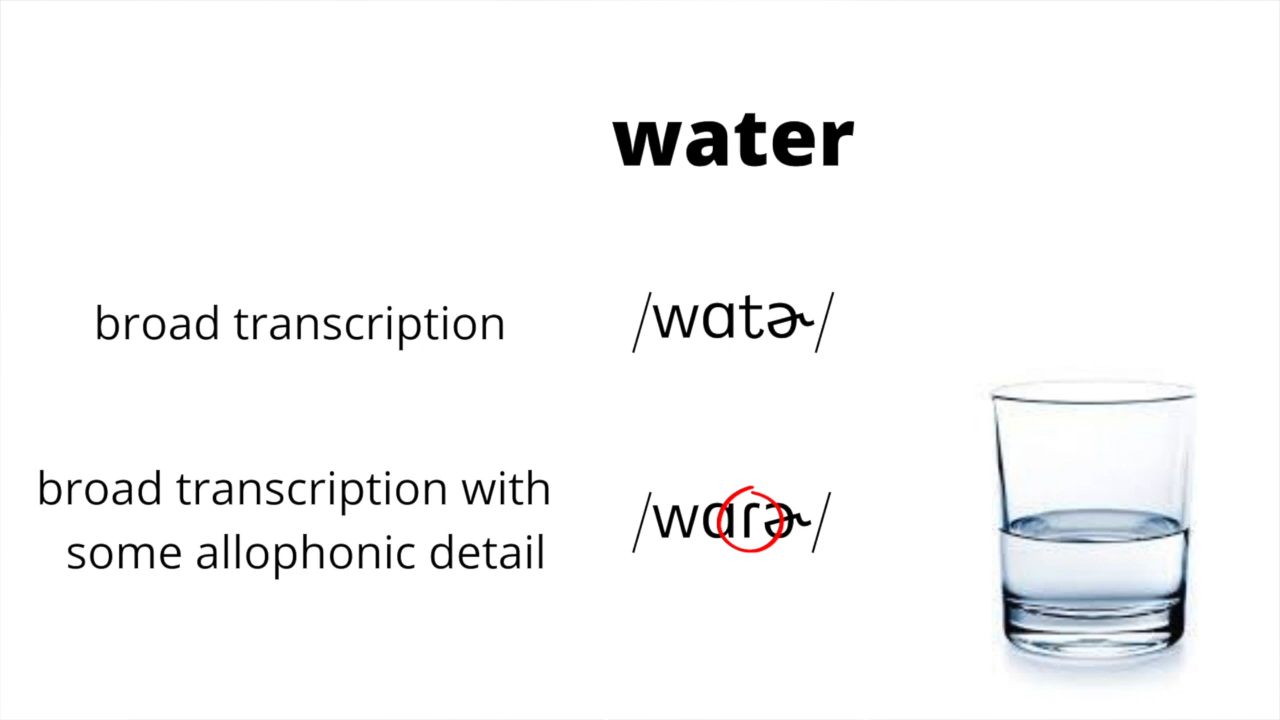 water
broad transcription /wɑtɚ/
broad transcription with
some allophonic detail /wɑɾɚ/